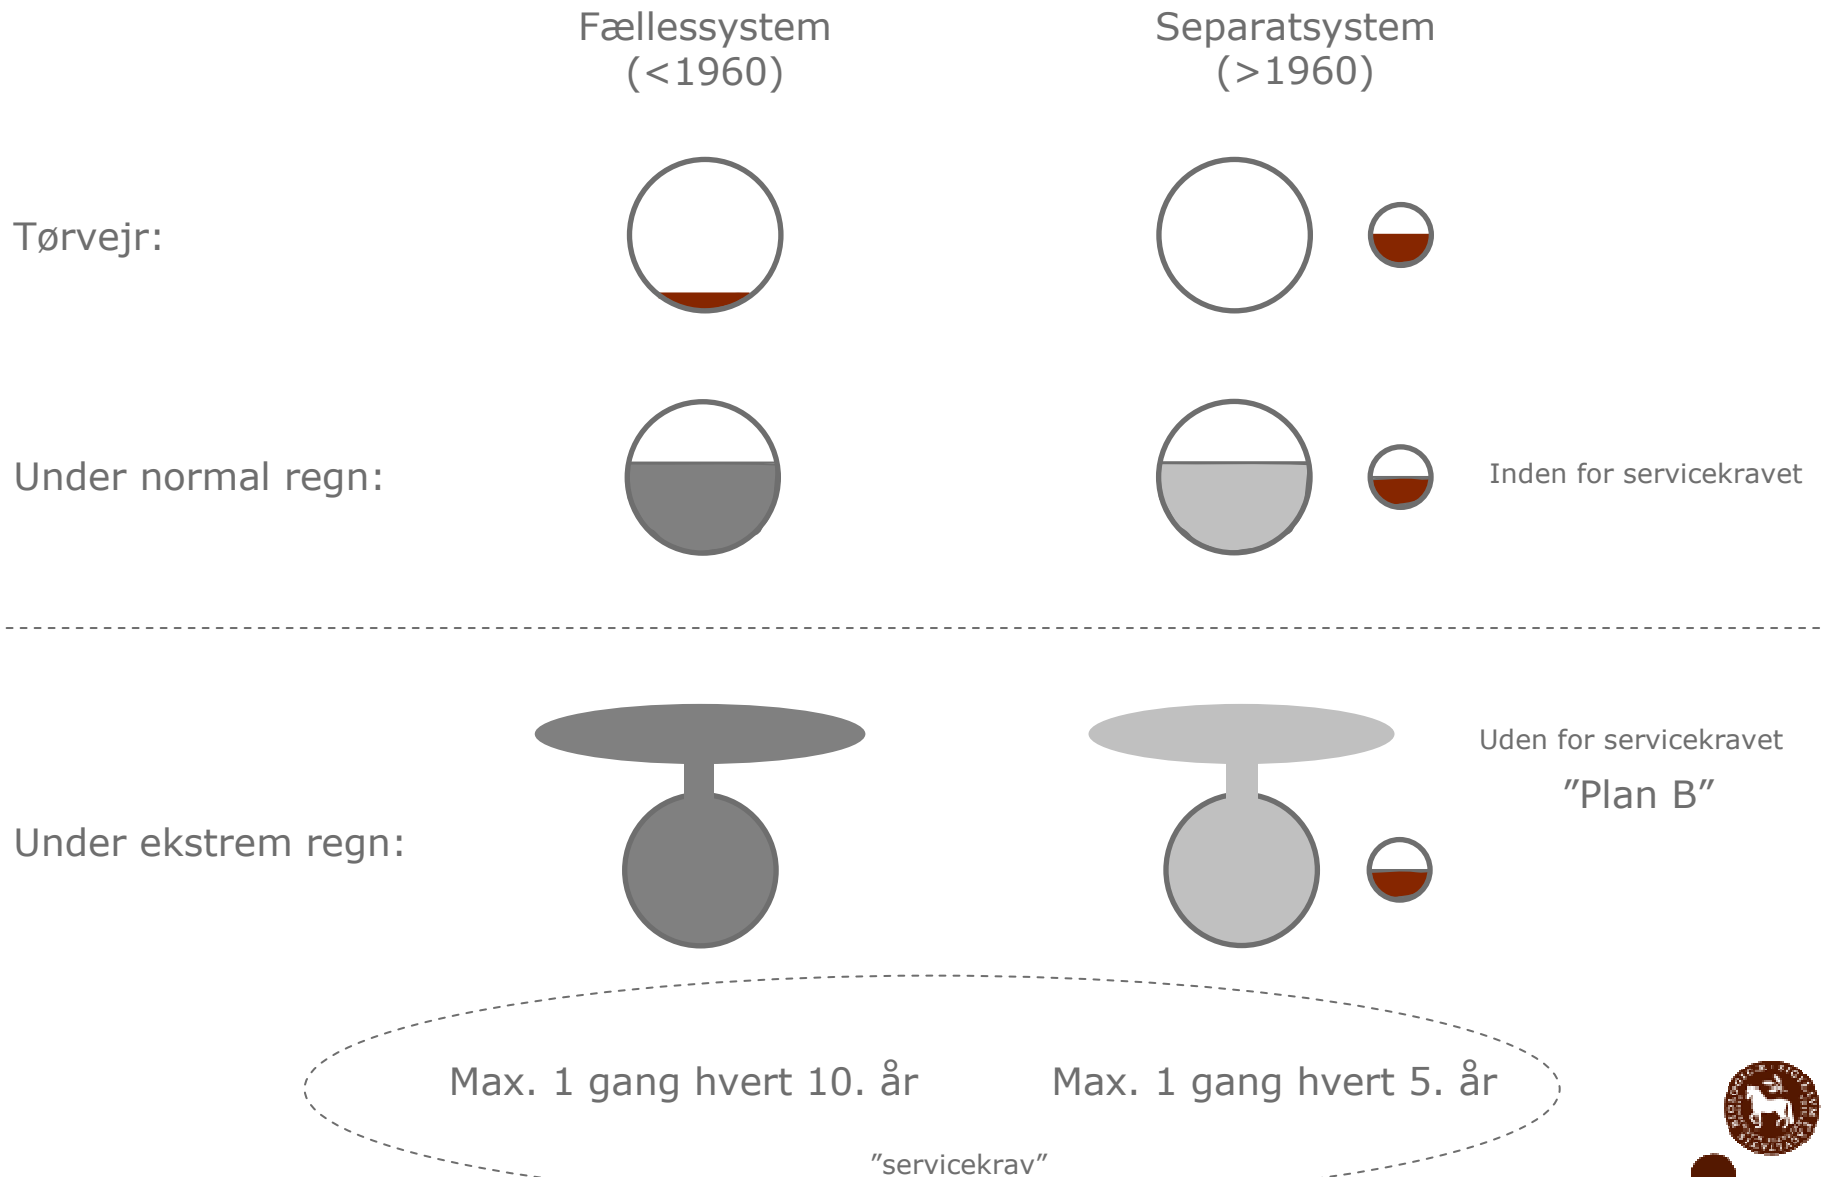 Fællessystem
(<1960)
Separatsystem
(>1960)
Tørvejr:
Under normal regn:
Inden for servicekravet
Uden for servicekravet
”Plan B”
Under ekstrem regn:
Max. 1 gang hvert 10. år
Max. 1 gang hvert 5. år
”servicekrav”